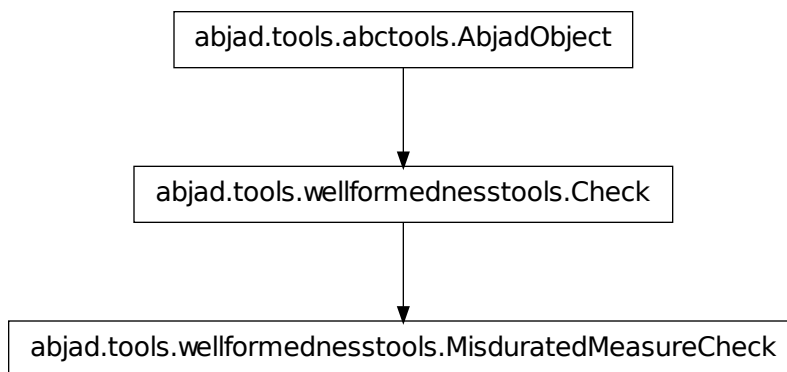 abjad.tools.abctools.AbjadObject
abjad.tools.wellformednesstools.Check
abjad.tools.wellformednesstools.MisduratedMeasureCheck